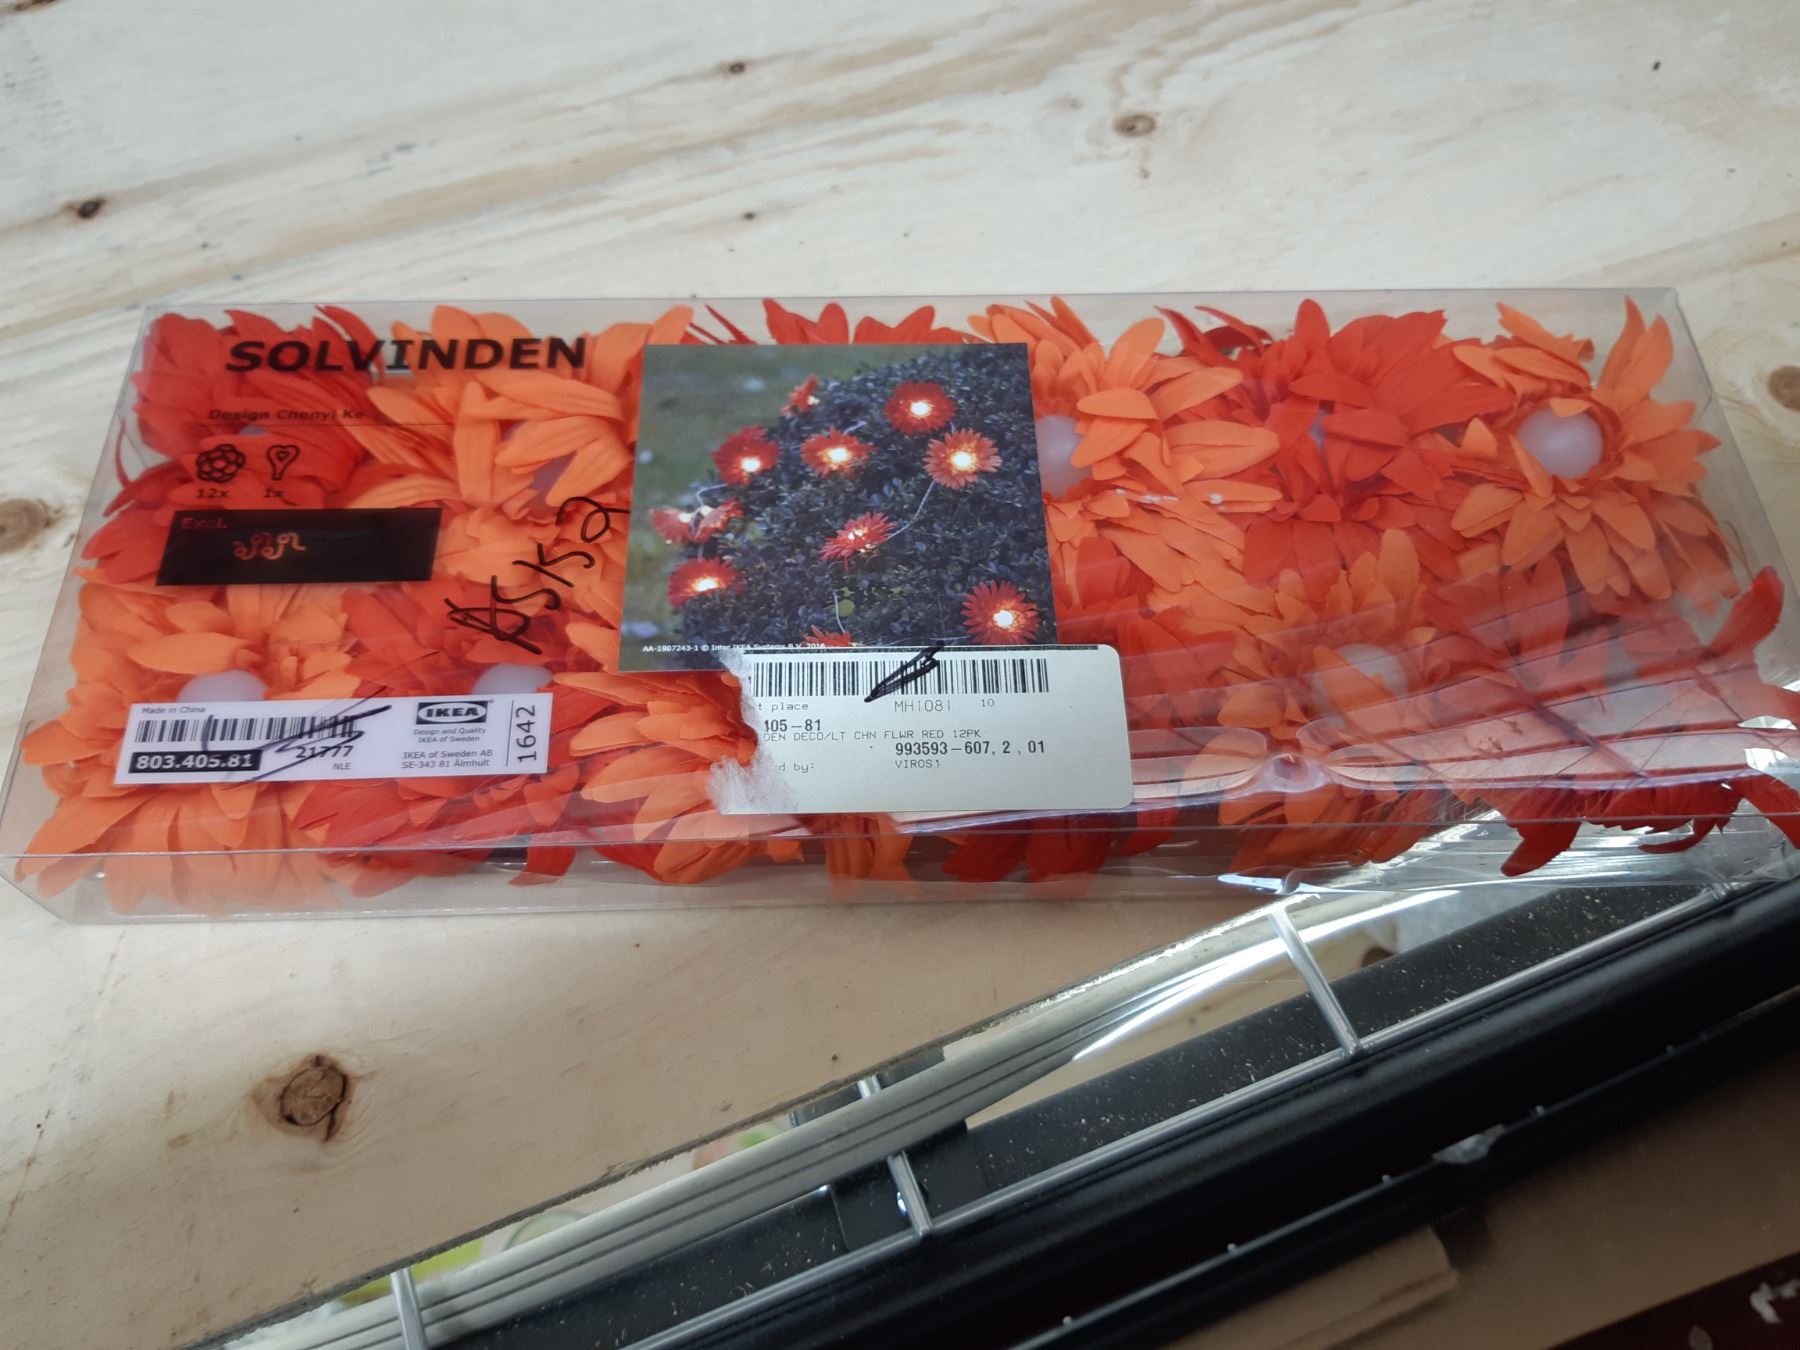 SOLVINDEN
Design Chenyi Ke
12x 1x
Excl.
AA-1907243-1 © Inter IKEA Systems B.V. 2016
Made in China
803.405.81
21777
NLE
IKEA
Design and Quality
IKEA of Sweden
IKEA of Sweden AB
SE-343 81 Älmhult
1642
t place MH1081 10
405-81
DEN DECO/LT CHN FLWR RED 12PK
993593-607, 2 , 01
d by: VIROS1